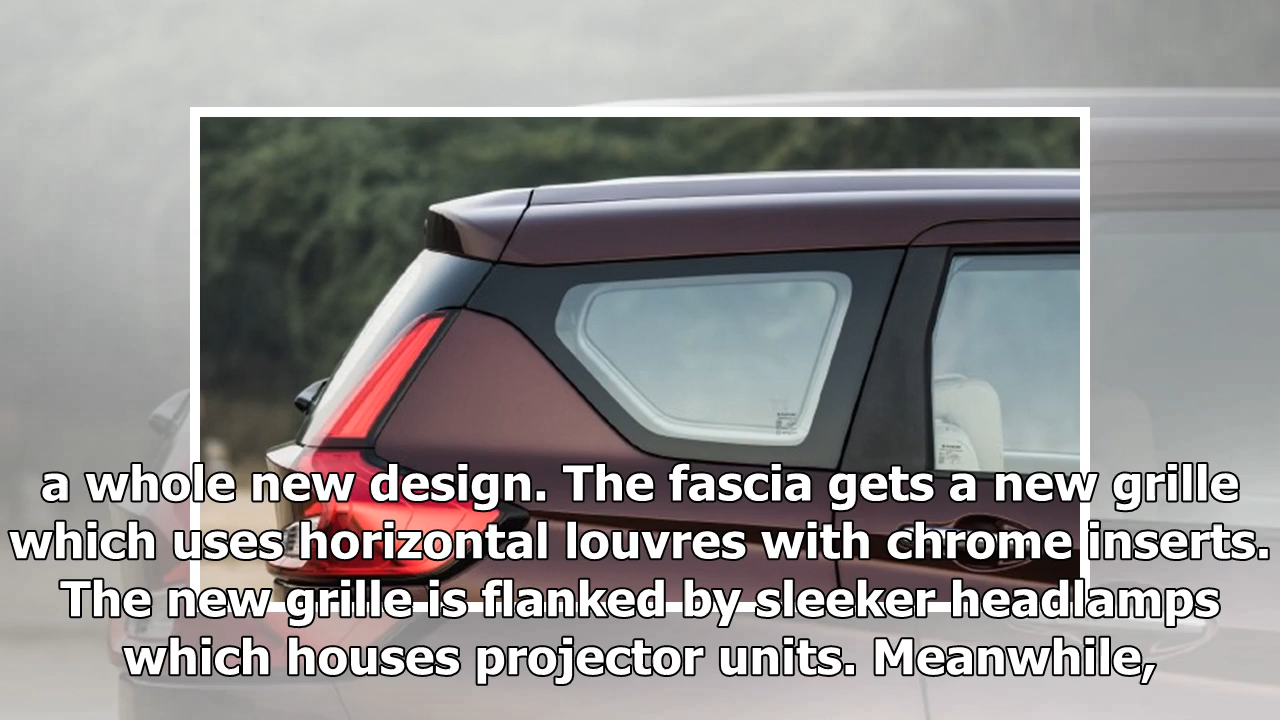 a whole new design. The fascia gets a new grille
which uses horizontal louvres with chrome inserts.
The new grille is flanked by sleeker headlamps
which houses projector units. Meanwhile,